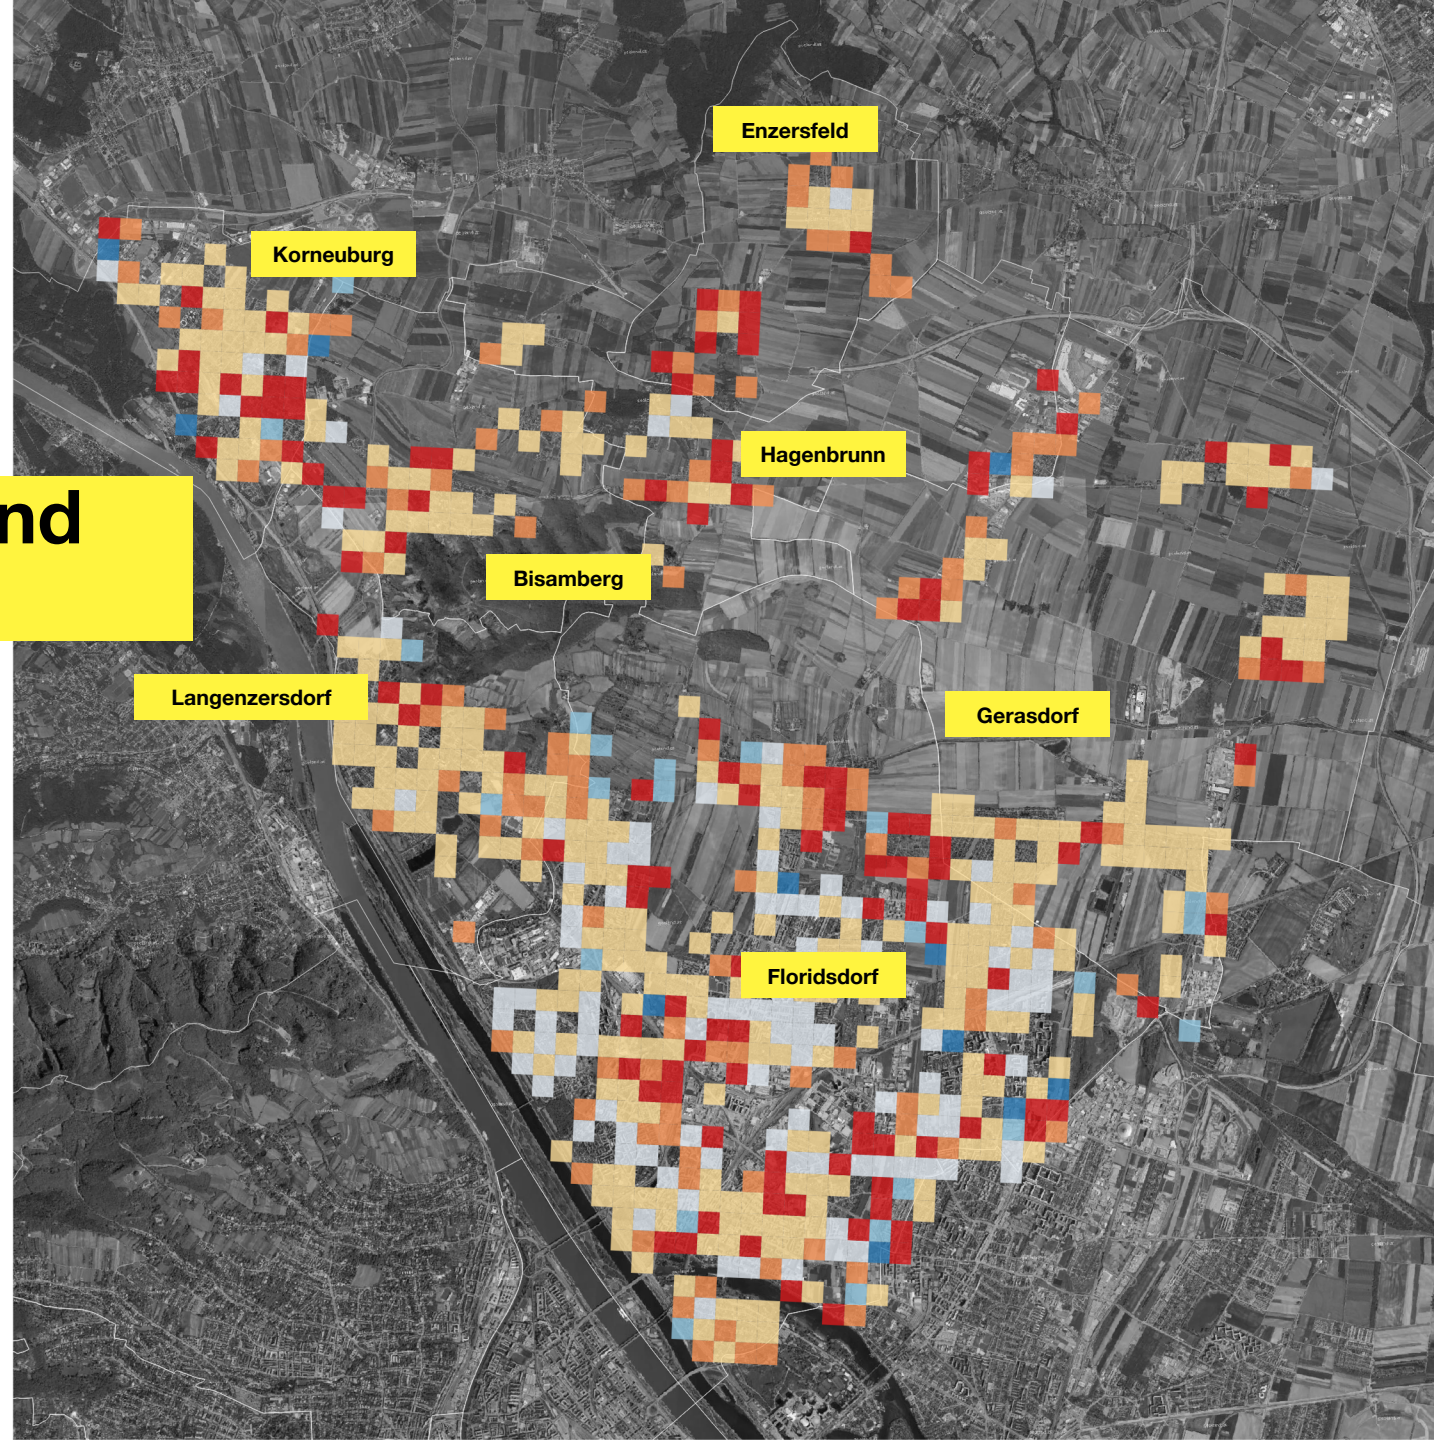 Enzersfeld
Korneuburg
Hagenbrunn
nd
Bisamberg
Langenzersdorf
Gerasdorf
Floridsdorf